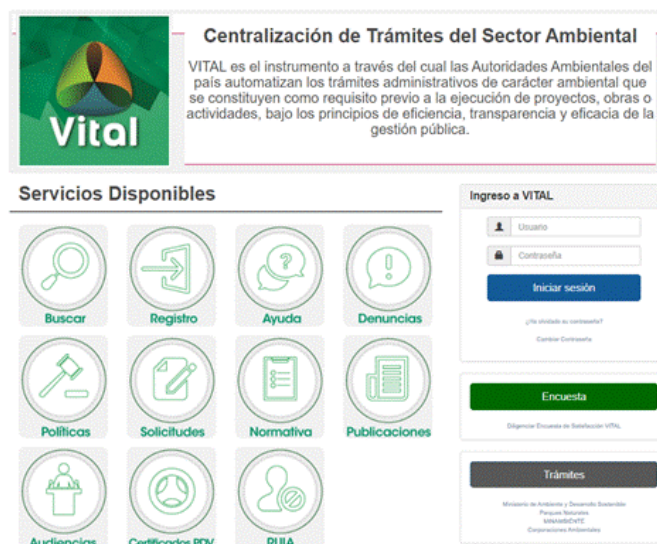 Vital
Centralización de Trámites del Sector Ambiental
VITAL es el instrumento a través del cual las Autoridades Ambientales del
país automatizan los trámites administrativos de carácter ambiental que
se constituyen como requisito previo a la ejecución de proyectos, obras o
actividades, bajo los principios de eficiencia, transparencia y eficacia de la
gestión pública.
Servicios Disponibles
Buscar
Registro
Ayuda
Denuncias
Políticas
Solicitudes
Normativa
Publicaciones
Audiencias
Certificados PDV
RUIA
Ingreso a VITAL
Usuario
Contraseña
Iniciar sesión
¿Ha olvidado su contraseña?
Cambiar Contraseña
Encuesta
Diligenciar Encuesta de Satisfacción VITAL
Trámites
Ministerio de Ambiente y Desarrollo Sostenible
Parques Naturales
MINAMBIENTE
Corporaciones Ambientales